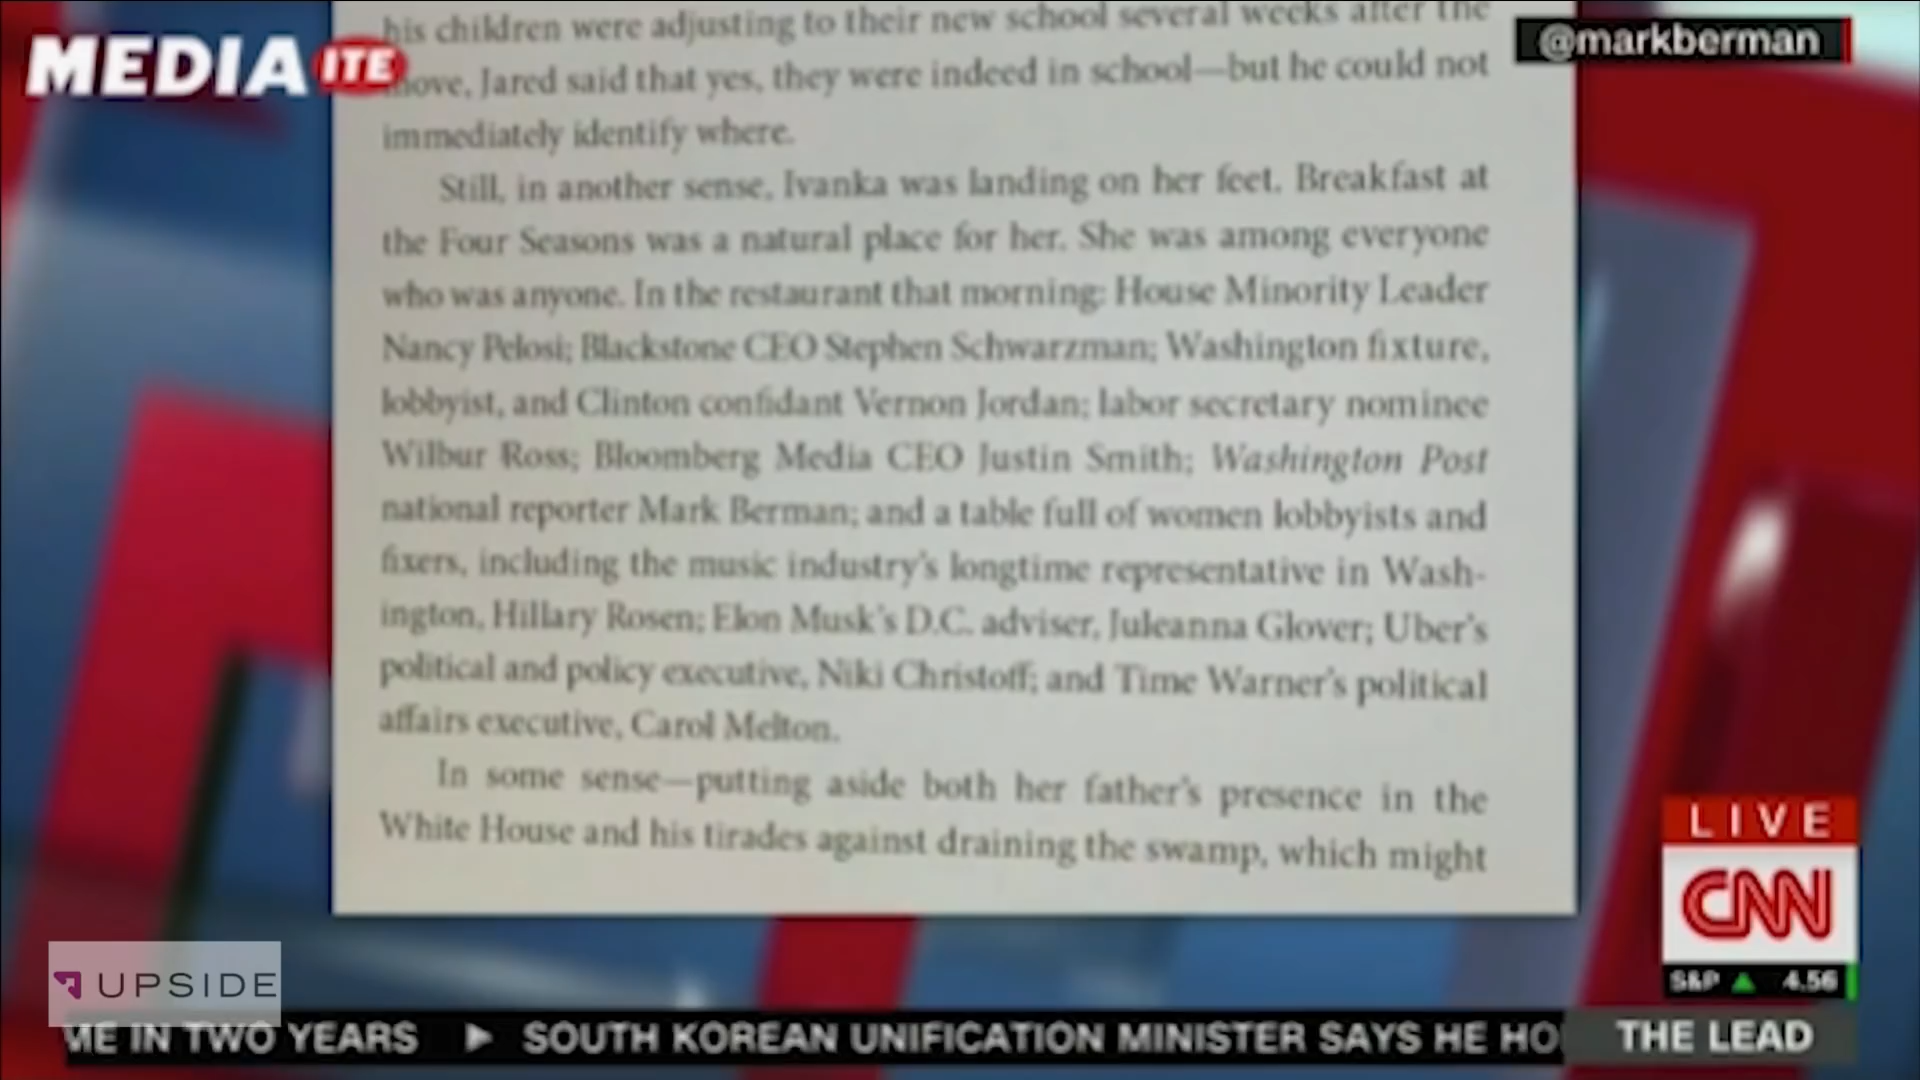 his children were adjusting to their new school several weeks after the
move, Jared said that yes, they were indeed in school—but he could not
immediately identify where.
Still, in another sense, Ivanka was landing on her feet. Breakfast at
the Four Seasons was a natural place for her. She was among everyone
who was anyone. In the restaurant that morning: House Minority Leader
Nancy Pelosi; Blackstone CEO Stephen Schwarzman; Washington fixture,
lobbyist, and Clinton confidant Vernon Jordan; labor secretary nominee
Wilbur Ross; Bloomberg Media CEO Justin Smith; Washington Post
national reporter Mark Berman; and a table full of women lobbyists and
fixers, including the music industry's longtime representative in Wash-
ington, Hillary Rosen; Elon Musk's D.C. adviser, Juleanna Glover; Uber's
political and policy executive, Niki Christoff; and Time Warner's political
affairs executive, Carol Melton.
In some sense—putting aside both her father's presence in the
White House and his tirades against draining the swamp, which might
MEDIAITE
@markberman
LIVE
CNN
S&P ▲ 4.56
UPSIDE
ME IN TWO YEARS ▶ SOUTH KOREAN UNIFICATION MINISTER SAYS HE HO
THE LEAD